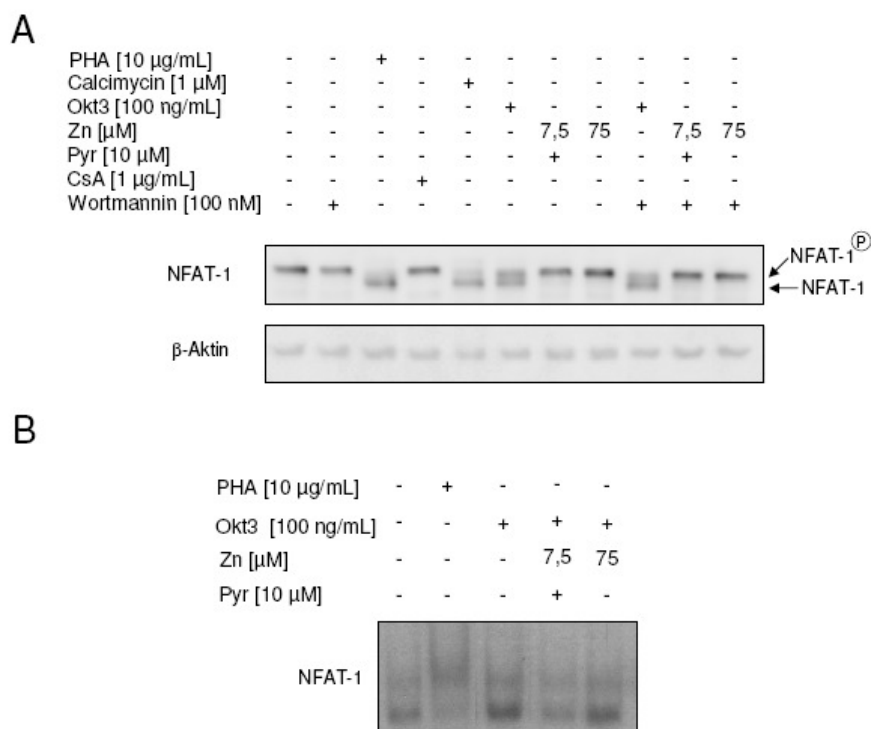 A
PHA [10 µg/mL] - - + - - - - - - - -
Calcimycin [1 µM] - - - - + - - - - - -
Okt3 [100 ng/mL] - - - - - + - - + - -
Zn [µM] - - - - - - 7,5 75 - 7,5 75
Pyr [10 µM] - - - - - - + - - + -
CsA [1 µg/mL] - - - + - - - - - - -
Wortmannin [100 nM] - + - - - - - - + + +
NFAT-1
NFAT-1 Ⓟ
NFAT-1
β-Aktin
B
PHA [10 µg/mL] - + - - -
Okt3 [100 ng/mL] - - + + +
Zn [µM] - - - 7,5 75
Pyr [10 µM] - - - + -
NFAT-1